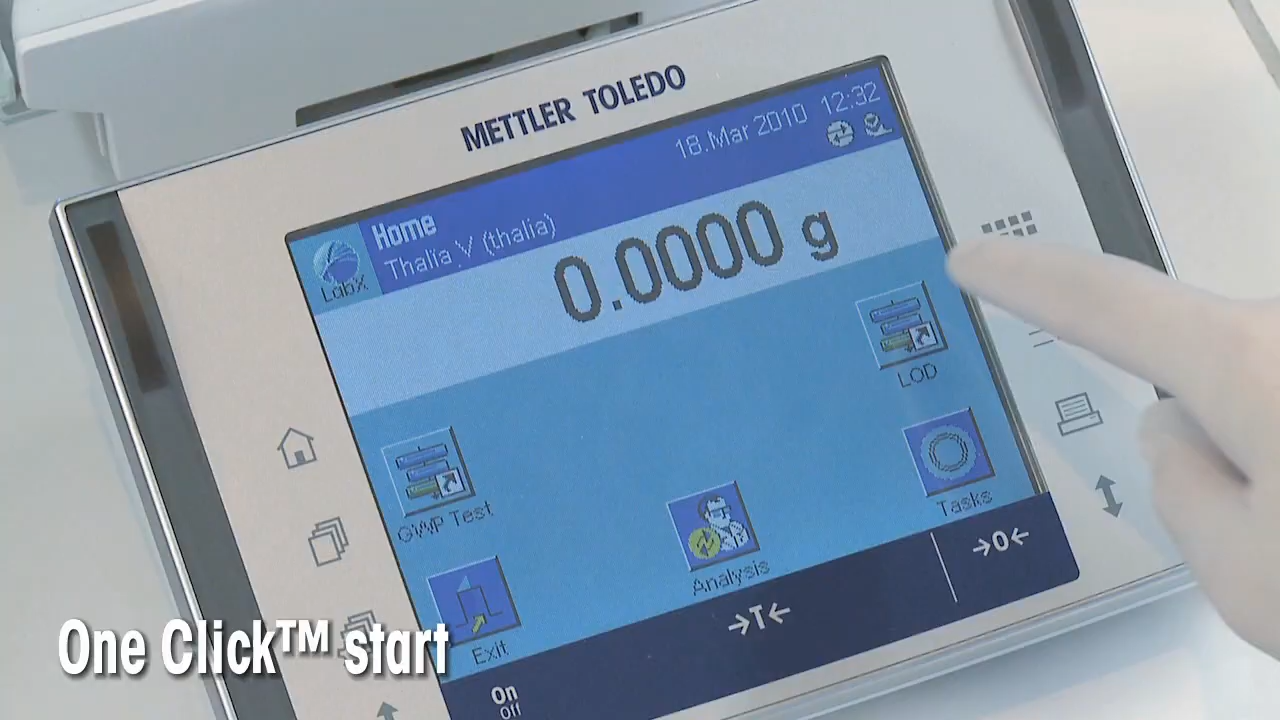 METTLER TOLEDO
18.Mar 2010 12:32
Home
Thalïa V (thalia)
LabX
0.0000 g
LOD
GWP Test
Tasks
Analysis
Exit
→0←
→T←
On
Off
One Click™ start